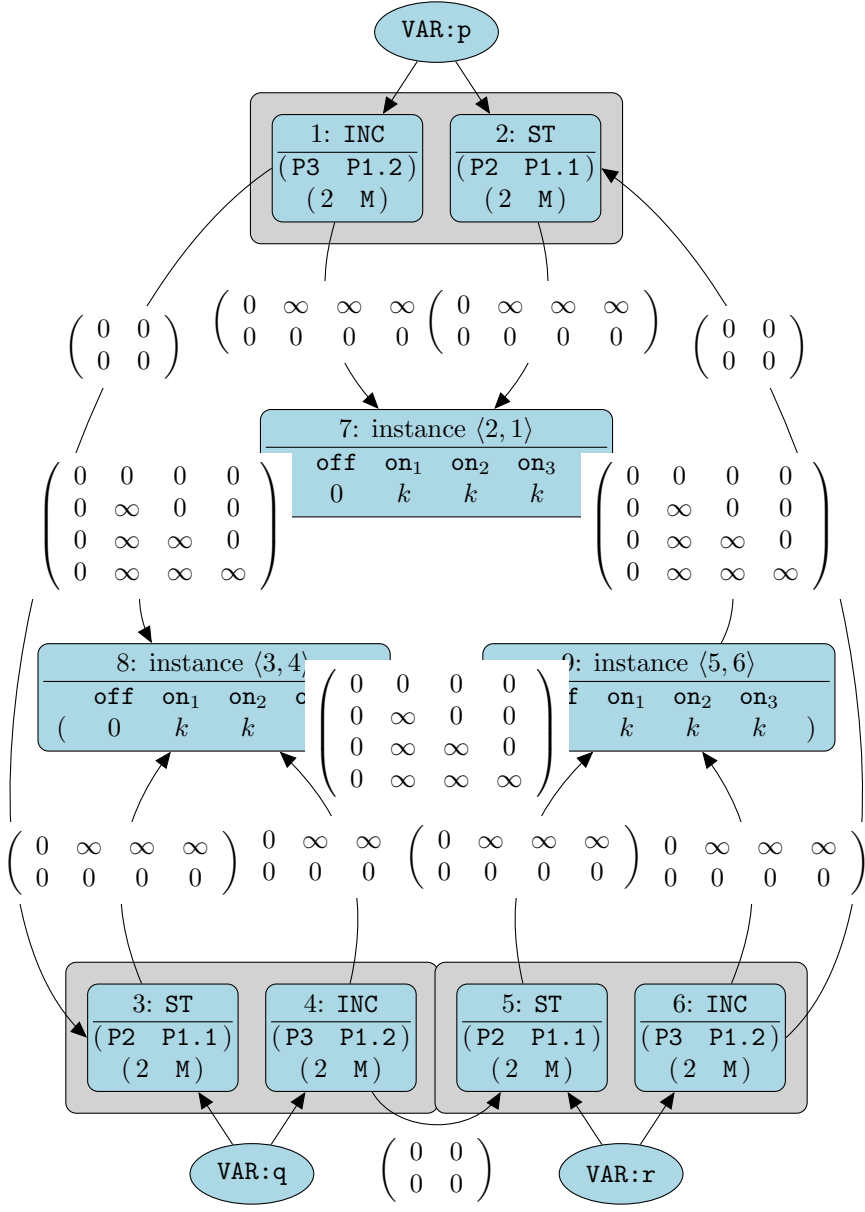 VAR:p
1: INC 2: ST
(P3 P1.2) (P2 P1.1)
(2 M) (2 M)
( 0 ∞ ∞ ∞ ( 0 ∞ ∞ ∞ )
0 0 0 0 0 0 0 0
( 0 0 ) ( 0 0 )
0 0 0 0
7: instance ⟨2, 1⟩
off on1 on2 on3
0 k k k
( 0 0 0 0 ) ( 0 0 0 0 )
0 ∞ 0 0 0 ∞ 0 0
0 ∞ ∞ 0 0 ∞ ∞ 0
0 ∞ ∞ ∞ 0 ∞ ∞ ∞
8: instance ⟨3, 4⟩ 9: instance ⟨5, 6⟩
off on1 on2 on1 on2 on3
( 0 k k k k k )
( 0 0 0 0 )
0 ∞ 0 0
0 ∞ ∞ 0
0 ∞ ∞ ∞
( 0 ∞ ∞ ∞ ) 0 ∞ ∞ ( 0 ∞ ∞ ∞ ) 0 ∞ ∞ ∞ )
0 0 0 0 0 0 0 0 0 0 0 0 0 0 0
3: ST 4: INC 5: ST 6: INC
(P2 P1.1) (P3 P1.2) (P2 P1.1) (P3 P1.2)
(2 M) (2 M) (2 M) (2 M)
( 0 0 )
0 0
VAR:q VAR:r